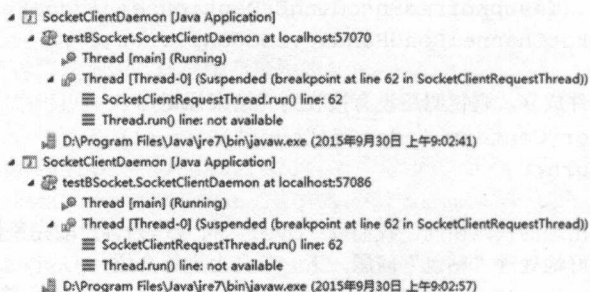 SocketClientDaemon [Java Application]
testBSocket.SocketClientDaemon at localhost:57070
Thread [main] (Running)
Thread [Thread-0] (Suspended (breakpoint at line 62 in SocketClientRequestThread))
SocketClientRequestThread.run() line: 62
Thread.run() line: not available
D:\Program Files\Java\jre7\bin\javaw.exe (2015年9月30日 上午9:02:41)
SocketClientDaemon [Java Application]
testBSocket.SocketClientDaemon at localhost:57086
Thread [main] (Running)
Thread [Thread-0] (Suspended (breakpoint at line 62 in SocketClientRequestThread))
SocketClientRequestThread.run() line: 62
Thread.run() line: not available
D:\Program Files\Java\jre7\bin\javaw.exe (2015年9月30日 上午9:02:57)